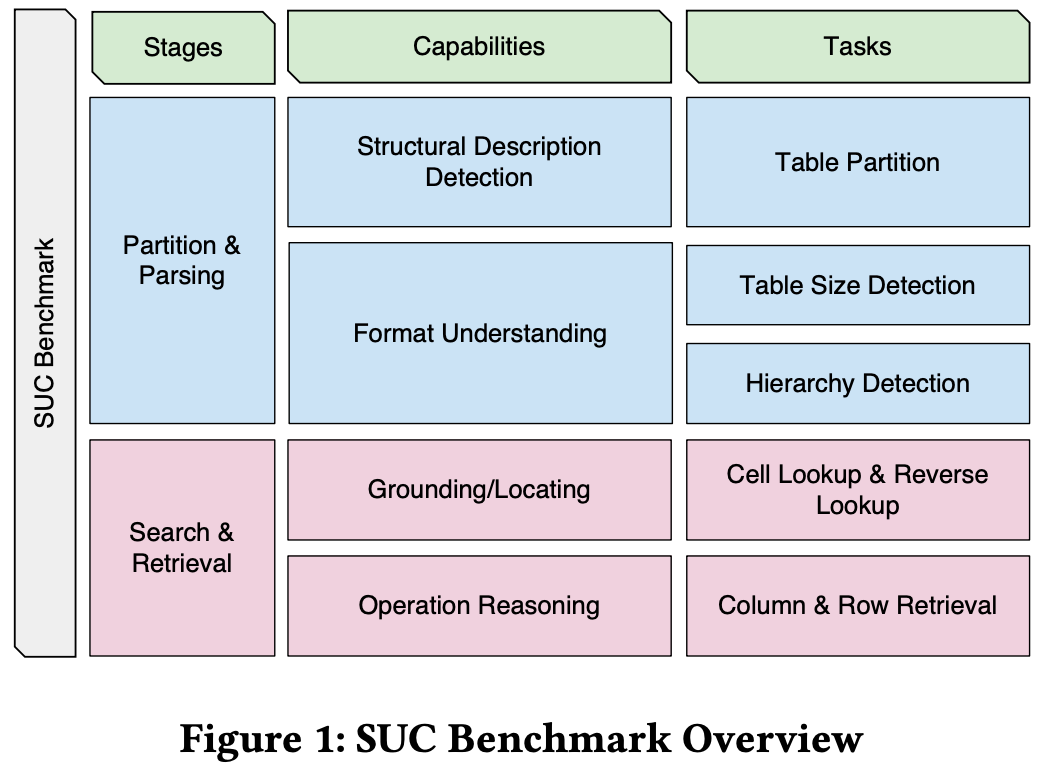 SUC Benchmark
Stages
Capabilities
Tasks
Partition &
Parsing
Structural Description
Detection
Table Partition
Format Understanding
Table Size Detection
Hierarchy Detection
Search &
Retrieval
Grounding/Locating
Cell Lookup & Reverse
Lookup
Operation Reasoning
Column & Row Retrieval
Figure 1: SUC Benchmark Overview